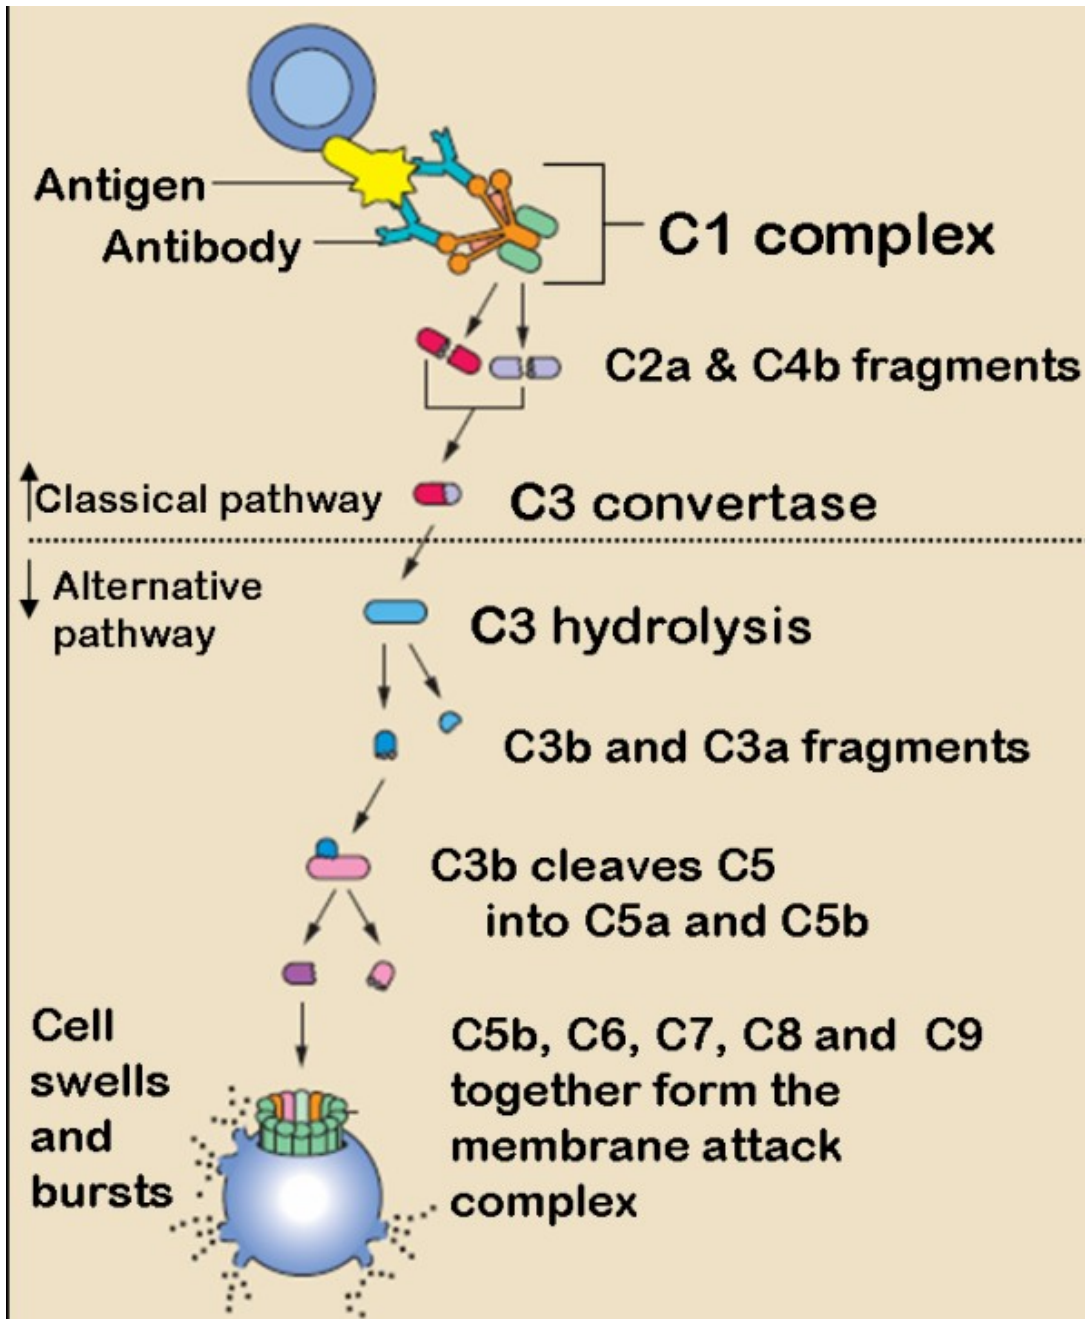 Antigen
Antibody
C1 complex
C2a & C4b fragments
Classical pathway
C3 convertase
Alternative
pathway
C3 hydrolysis
C3b and C3a fragments
C3b cleaves C5
into C5a and C5b
Cell
swells
and
bursts
C5b, C6, C7, C8 and C9
together form the
membrane attack
complex